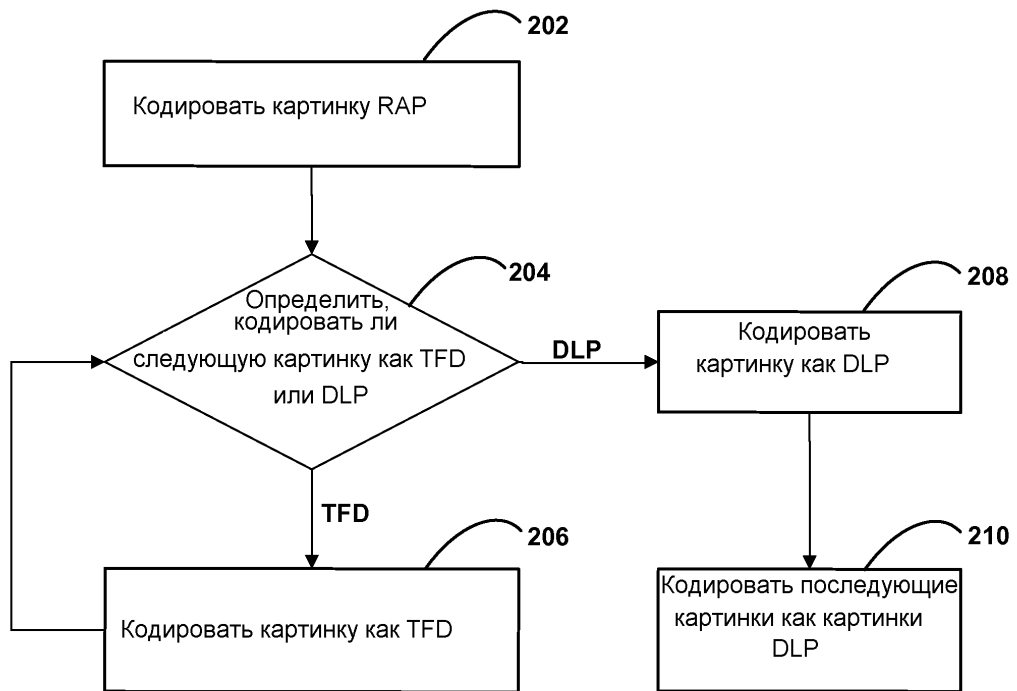 202
Кодировать картинку RAP
204
Определить,
кодировать ли
следующую картинку как TFD
или DLP
DLP
208
Кодировать
картинку как DLP
TFD
206
Кодировать картинку как TFD
210
Кодировать последующие
картинки как картинки
DLP